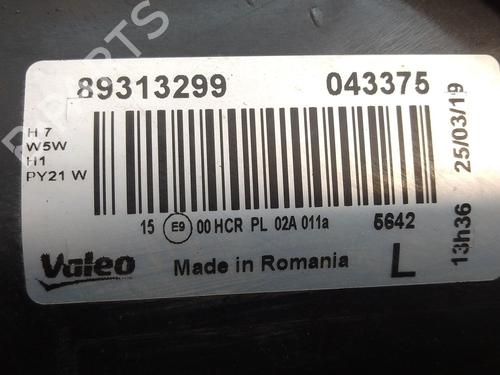 89313299 043375
H7
W5W
H1
PY21 W
15 E9 00 HCR PL 02A 011a 5642
Valeo Made in Romania L
13h36 25/03/19